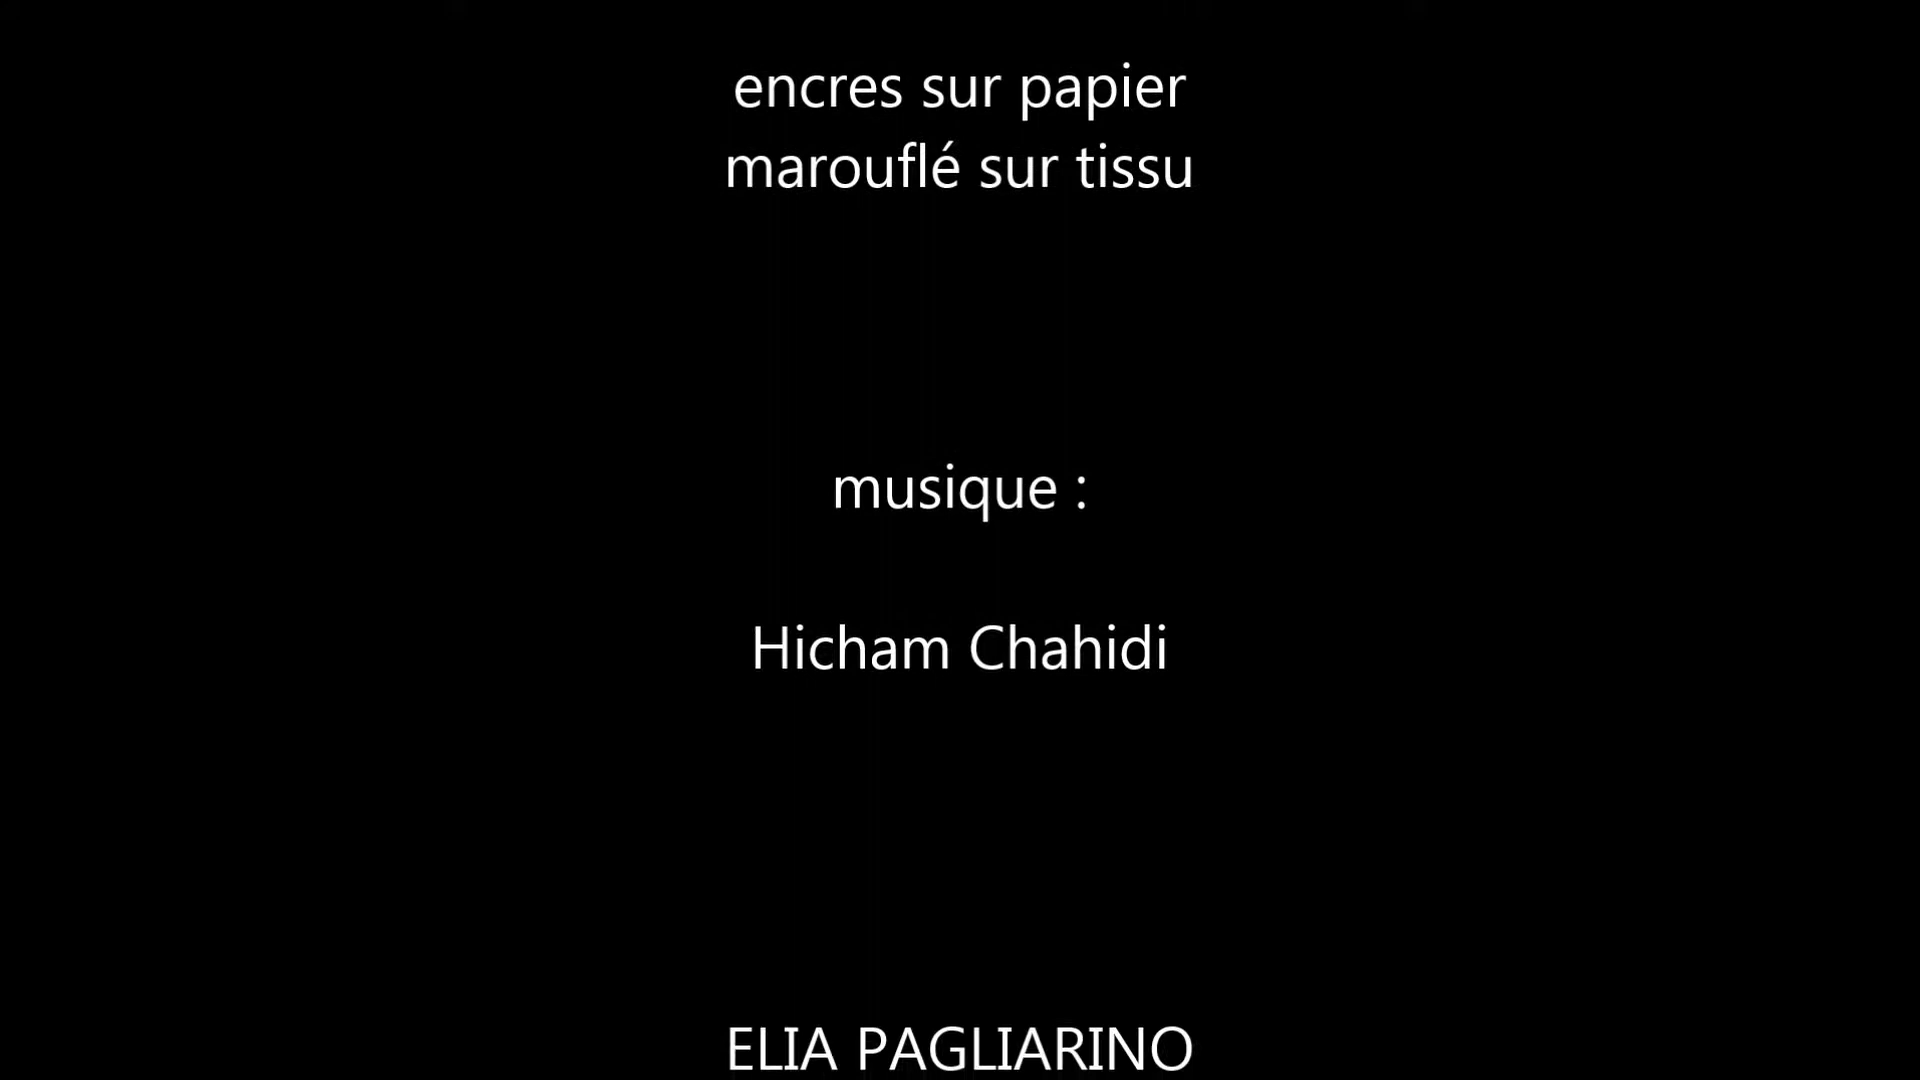 encres sur papier
marouflé sur tissu
musique :
Hicham Chahidi
ELIA PAGLIARINO